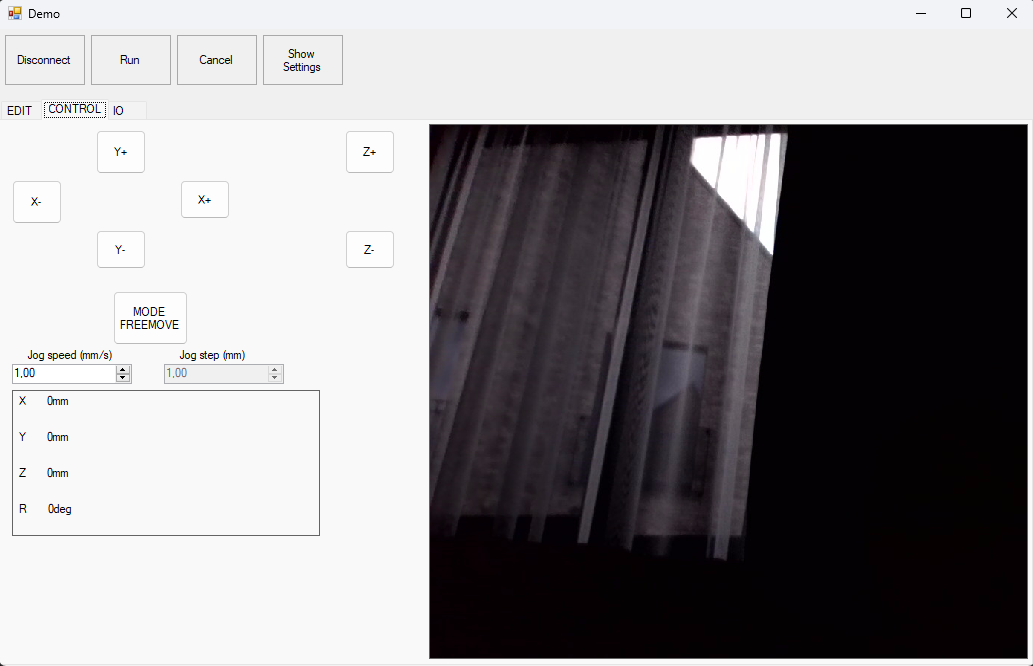 Demo
Disconnect
Run
Cancel
Show
Settings
EDIT
CONTROL
IO
Y+
Z+
X-
X+
Y-
Z-
MODE
FREEMOVE
Jog speed (mm/s)
Jog step (mm)
1,00
1,00
X 0mm
Y 0mm
Z 0mm
R 0deg